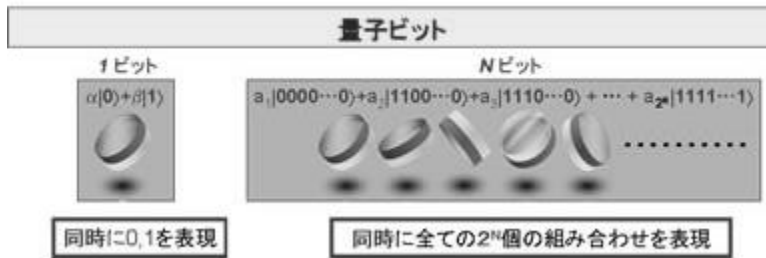 量子ビット
1ビット
Nビット
α|0⟩+β|1⟩
a₁|0000…0⟩+a₂|1100…0⟩+a₃|1110…0⟩ + … + a₂ₙ|1111…1⟩
同時に0,1を表現
同時に全ての2ᴺ個の組み合わせを表現